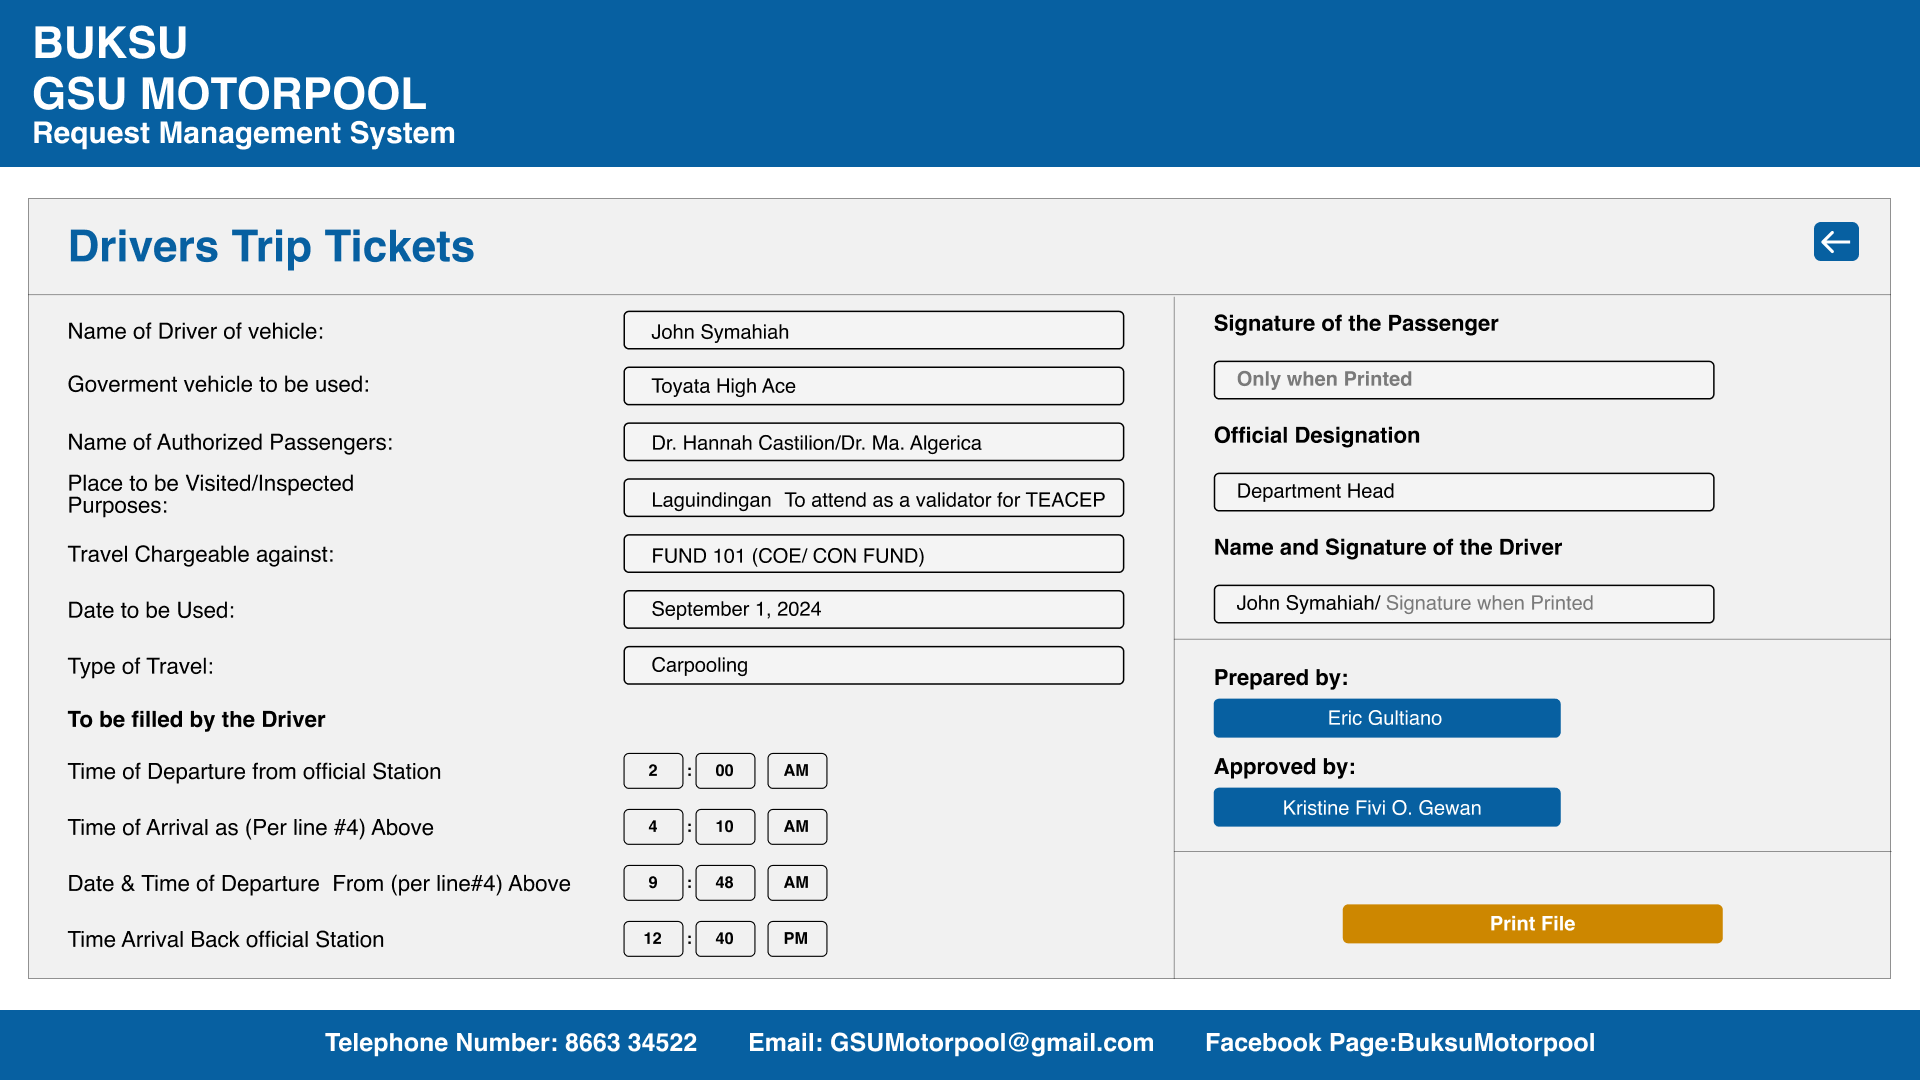 BUKSU
GSU MOTORPOOL
Request Management System
Drivers Trip Tickets
Name of Driver of vehicle:
John Symahiah
Goverment vehicle to be used:
Toyata High Ace
Name of Authorized Passengers:
Dr. Hannah Castilion/Dr. Ma. Algerica
Place to be Visited/Inspected
Purposes:
Laguindingan To attend as a validator for TEACEP
Travel Chargeable against:
FUND 101 (COE/ CON FUND)
Date to be Used:
September 1, 2024
Type of Travel:
Carpooling
To be filled by the Driver
Time of Departure from official Station
2 : 00 AM
Time of Arrival as (Per line #4) Above
4 : 10 AM
Date & Time of Departure From (per line#4) Above
9 : 48 AM
Time Arrival Back official Station
12 : 40 PM
Signature of the Passenger
Only when Printed
Official Designation
Department Head
Name and Signature of the Driver
John Symahiah/ Signature when Printed
Prepared by:
Eric Gultiano
Approved by:
Kristine Fivi O. Gewan
Print File
Telephone Number: 8663 34522 Email: GSUMotorpool@gmail.com Facebook Page:BuksuMotorpool